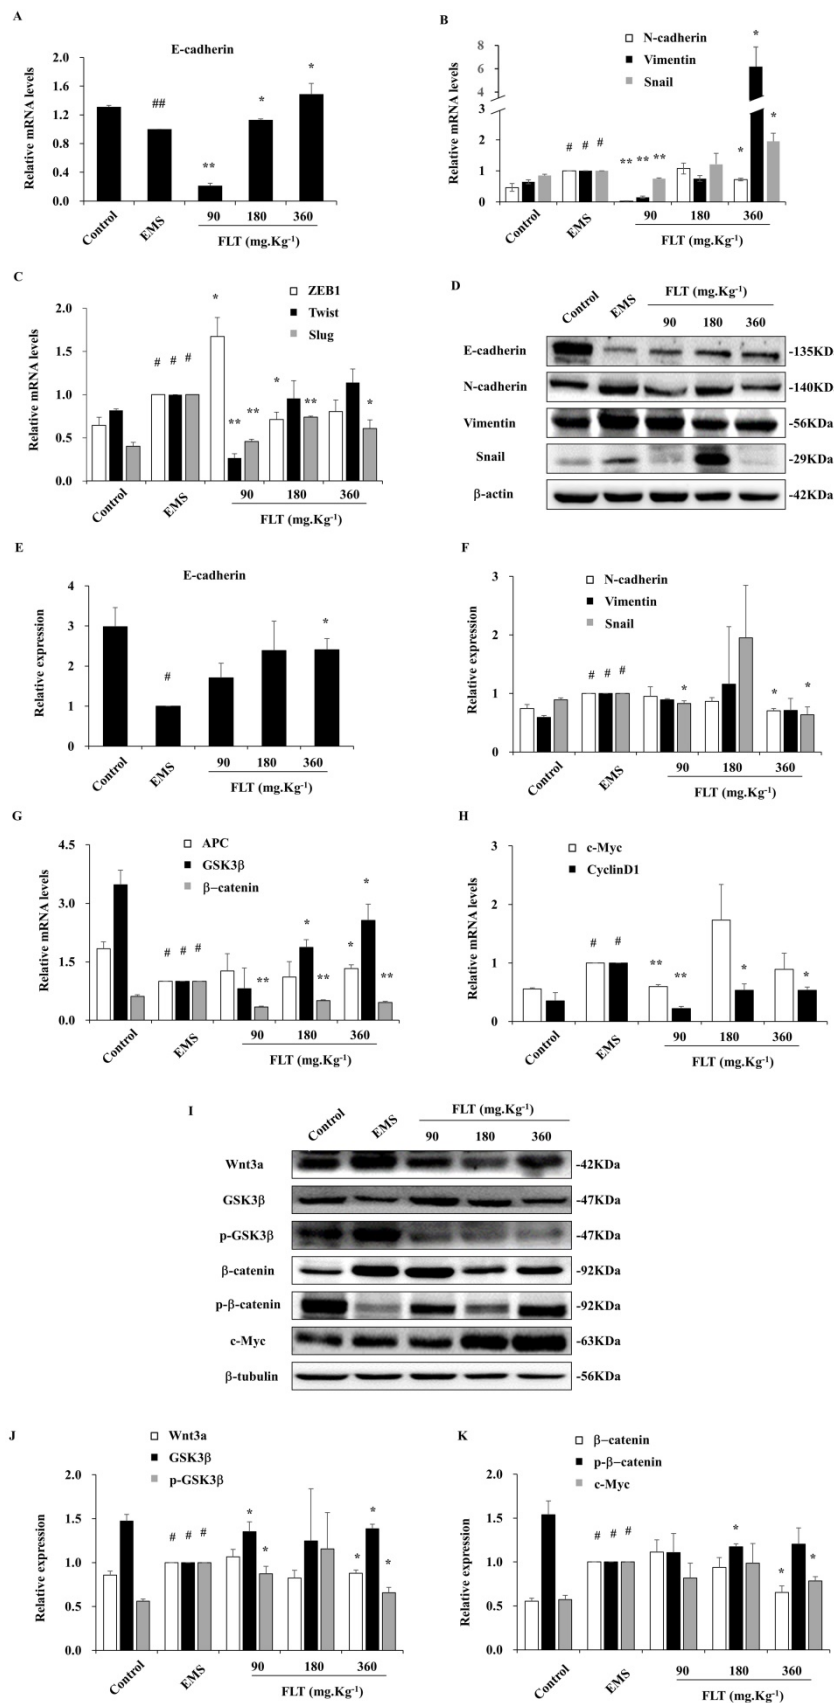 A
E-cadherin
Relative mRNA levels
2.0
1.6
1.2
0.8
0.4
0.0
##
**
*
*
Control
EMS
90
180
360
FLT (mg.Kg-1)
B
N-cadherin
Vimentin
Snail
Relative mRNA levels
8
6
4
3
2
1
0
# # #
** ** **
*
*
*
Control
EMS
90
180
360
FLT (mg.Kg-1)
C
ZEB1
Twist
Slug
Relative mRNA levels
2.0
1.5
1.0
0.5
0.0
# # #
*
**
**
*
**
*
Control
EMS
90
180
360
FLT (mg.Kg-1)
D
Control
EMS
FLT (mg.Kg-1)
90
180
360
E-cadherin -135KD
N-cadherin -140KD
Vimentin -56KDa
Snail -29KDa
β-actin -42KDa
E
E-cadherin
Relative expression
4
3
2
1
0
#
*
Control
EMS
90
180
360
FLT (mg.Kg-1)
F
N-cadherin
Vimentin
Snail
Relative expression
3
2
1
0
# # #
*
*
*
Control
EMS
90
180
360
FLT (mg.Kg-1)
G
APC
GSK3β
β−catenin
Relative mRNA levels
4.5
3.0
1.5
0.0
# # #
**
*
**
*
*
**
Control
EMS
90
180
360
FLT (mg.Kg-1)
H
c-Myc
CyclinD1
Relative mRNA levels
3
2
1
0
# #
**
**
*
*
Control
EMS
90
180
360
FLT (mg.Kg-1)
I
Control
EMS
FLT (mg.Kg-1)
90
180
360
Wnt3a -42KDa
GSK3β -47KDa
p-GSK3β -47KDa
β-catenin -92KDa
p-β-catenin -92KDa
c-Myc -63KDa
β-tubulin -56KDa
J
Wnt3a
GSK3β
p-GSK3β
Relative expression
2.0
1.5
1.0
0.5
0.0
# # #
*
*
*
*
*
Control
EMS
90
180
360
FLT (mg.Kg-1)
K
β−catenin
p-β−catenin
c-Myc
Relative expression
2.0
1.5
1.0
0.5
0.0
# # #
*
*
*
Control
EMS
90
180
360
FLT (mg.Kg-1)